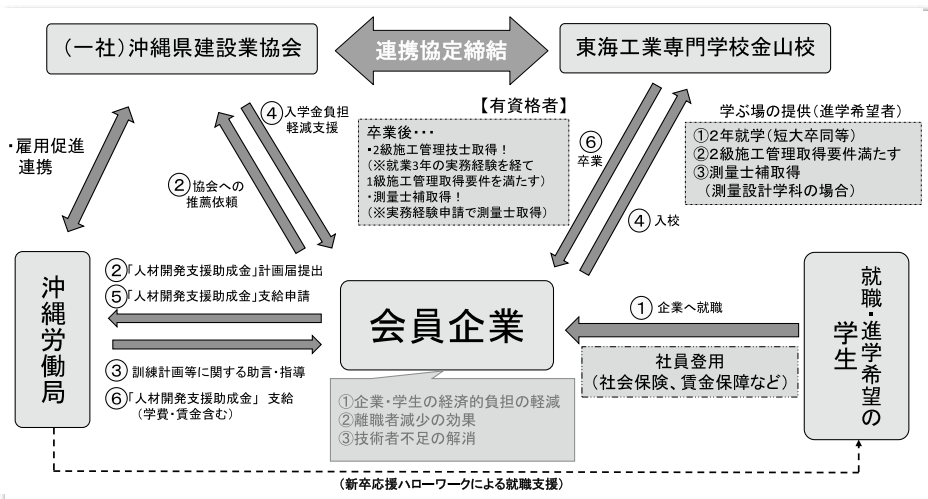 (一社)沖縄県建設業協会
連携協定締結
東海工業専門学校金山校
・雇用促進
連携
④入学金負担
軽減支援
②協会への
推薦依頼
【有資格者】
卒業後・・・
・2級施工管理技士取得！
(※就業3年の実務経験を経て
1級施工管理取得要件を満たす)
・測量士補取得！
(※実務経験申請で測量士取得)
⑥
卒業
④入校
学ぶ場の提供(進学希望者)
①2年就学(短大卒同等)
②2級施工管理取得要件満たす
③測量士補取得
(測量設計学科の場合)
沖縄労働局
②「人材開発支援助成金」計画届提出
⑤「人材開発支援助成金」支給申請
③ 訓練計画等に関する助言・指導
⑥「人材開発支援助成金」 支給
(学費・賃金含む)
会員企業
①企業・学生の経済的負担の軽減
②離職者減少の効果
③技術者不足の解消
① 企業へ就職
社員登用
(社会保険、賃金保障など)
就職・進学希望の
学生
(新卒応援ハローワークによる就職支援)